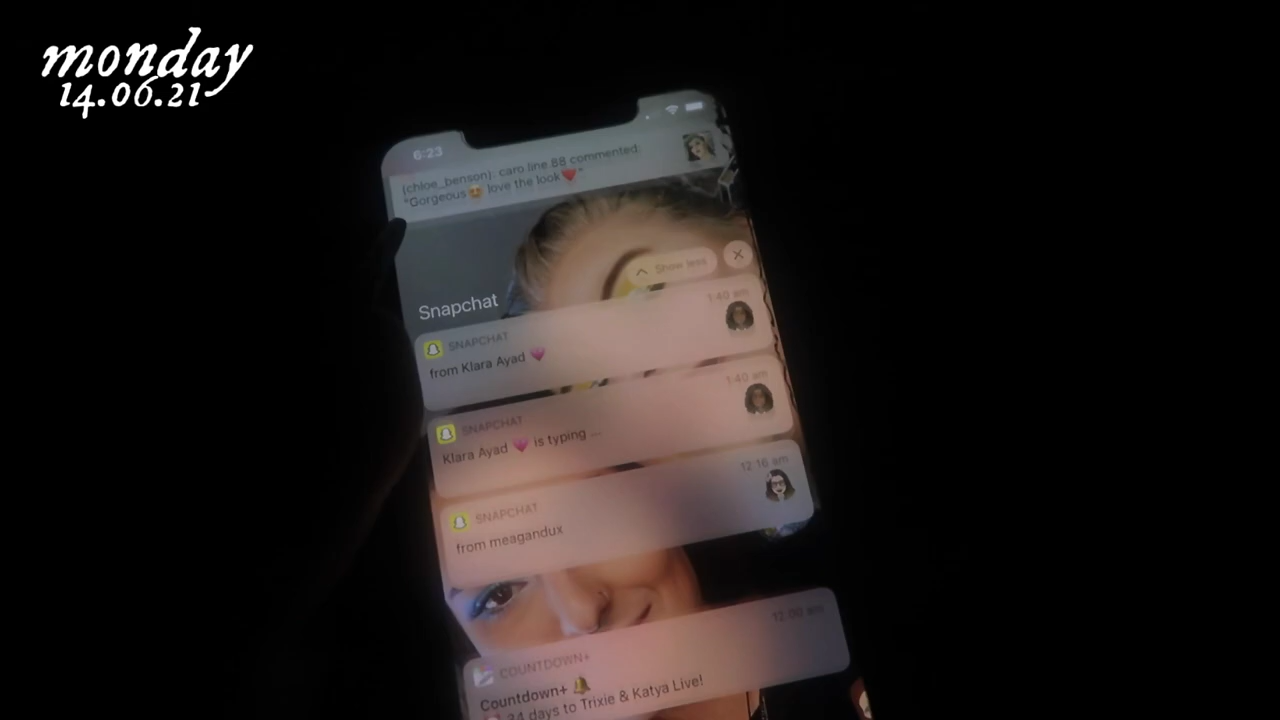 monday
14.06.21
6:23
(chloe_benson): caro line 88 commented:
"Gorgeous🤩 love the look❤️"
Show less
Snapchat
SNAPCHAT
1:40 am
from Klara Ayad 💗
SNAPCHAT
1:40 am
Klara Ayad 💗 is typing ...
SNAPCHAT
12:16 am
from meagandux
COUNTDOWN+
12:00 am
Countdown+ 🔔
34 days to Trixie & Katya Live!